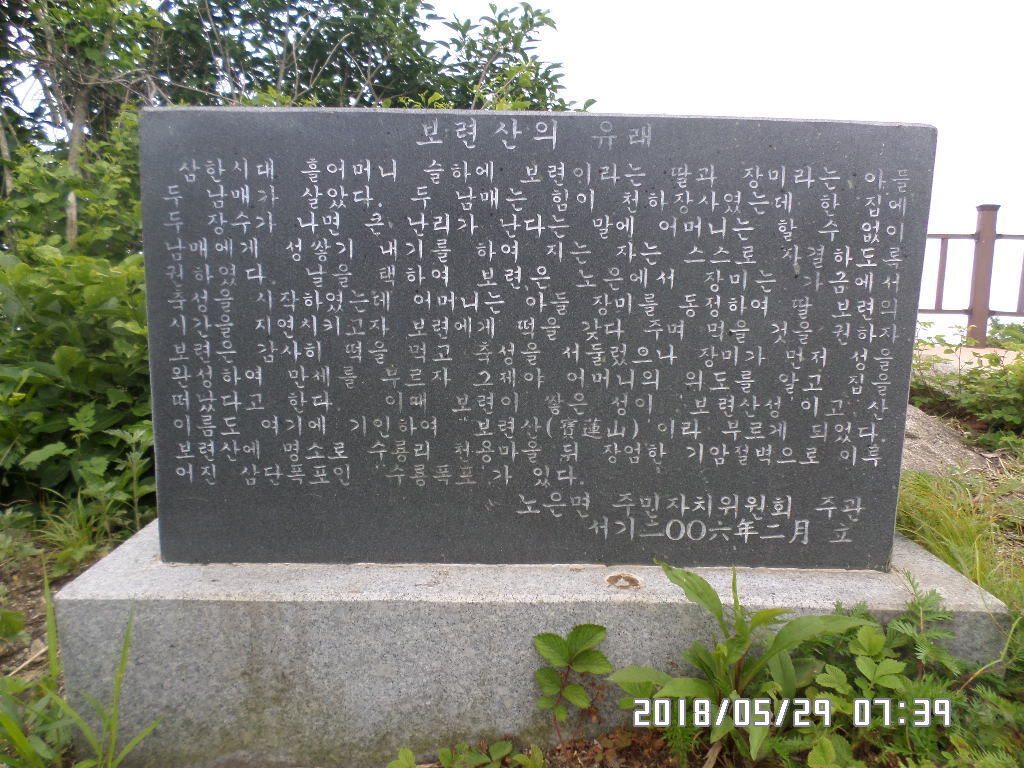 보련산의 유래
삼한시대 홀어머니 슬하에 보련이라는 딸과 장미라는 아들
두 남매가 살았다. 두 남매는 힘이 천하장사였는데 한 집에
두 장수가 나면 큰 난리가 난다는 말에 어머니는 할 수 없이
남매에게 성쌓기 내기를 하여 지는 자는 스스로 자결하도록
권하였다. 날을 택하여 보련은 노은에서 장미는 가금에서
축성을 시작하였는데 어머니는 아들 장미를 동정하여 딸 보련의
시간을 지연시키고자 보련에게 떡을 갖다 주며 먹을 것을 권하자
보련은 감사히 떡을 먹고 축성을 서둘렀으나 장미가 먼저 성을
완성하여 만세를 부르자 그제야 어머니의 위도를 알고 집을
떠났다고 한다. 이때 보련이 쌓은 성이 보련산성이고 산
이름도 여기에 기인하여 보련산(寶蓮山)이라 부르게 되었다.
보련산에 명소로 수룡리 천용마을 뒤 장엄한 기암절벽으로 이루
어진 삼단폭포인 수룡폭포가 있다.
노은면 주민자치위원회 주관
서기二00六年二月 立
2018/05/29 07:39